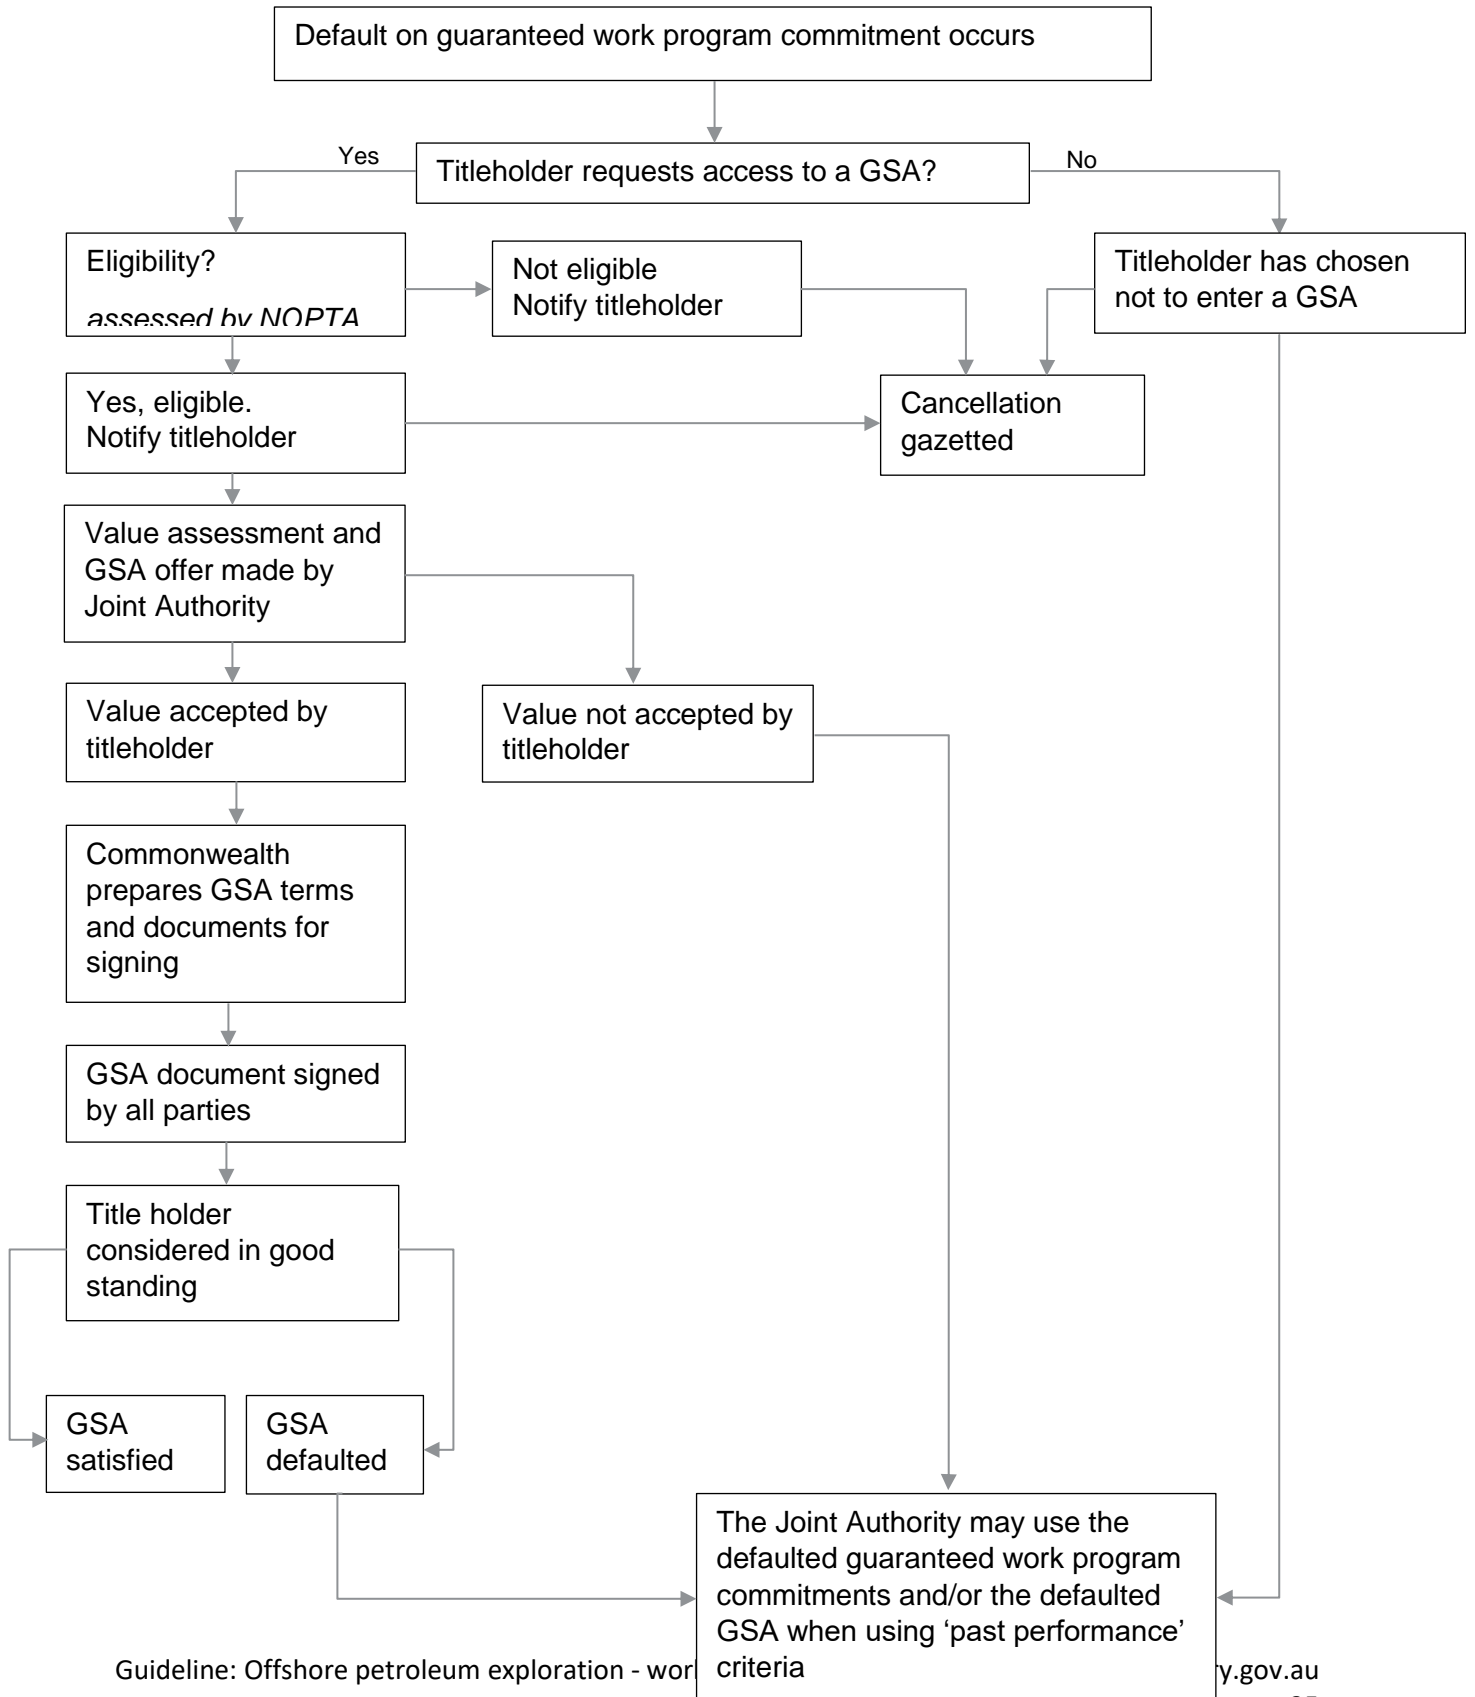 Default on guaranteed work program commitment occurs
Yes
Titleholder requests access to a GSA?
No
Eligibility?
assessed by NOPTA
Not eligible
Notify titleholder
Titleholder has chosen
not to enter a GSA
Yes, eligible.
Notify titleholder
Cancellation
gazetted
Value assessment and
GSA offer made by
Joint Authority
Value accepted by
titleholder
Value not accepted by
titleholder
Commonwealth
prepares GSA terms
and documents for
signing
GSA document signed
by all parties
Title holder
considered in good
standing
GSA
satisfied
GSA
defaulted
The Joint Authority may use the
defaulted guaranteed work program
commitments and/or the defaulted
GSA when using ‘past performance’
criteria
Guideline: Offshore petroleum exploration - worl
y.gov.au